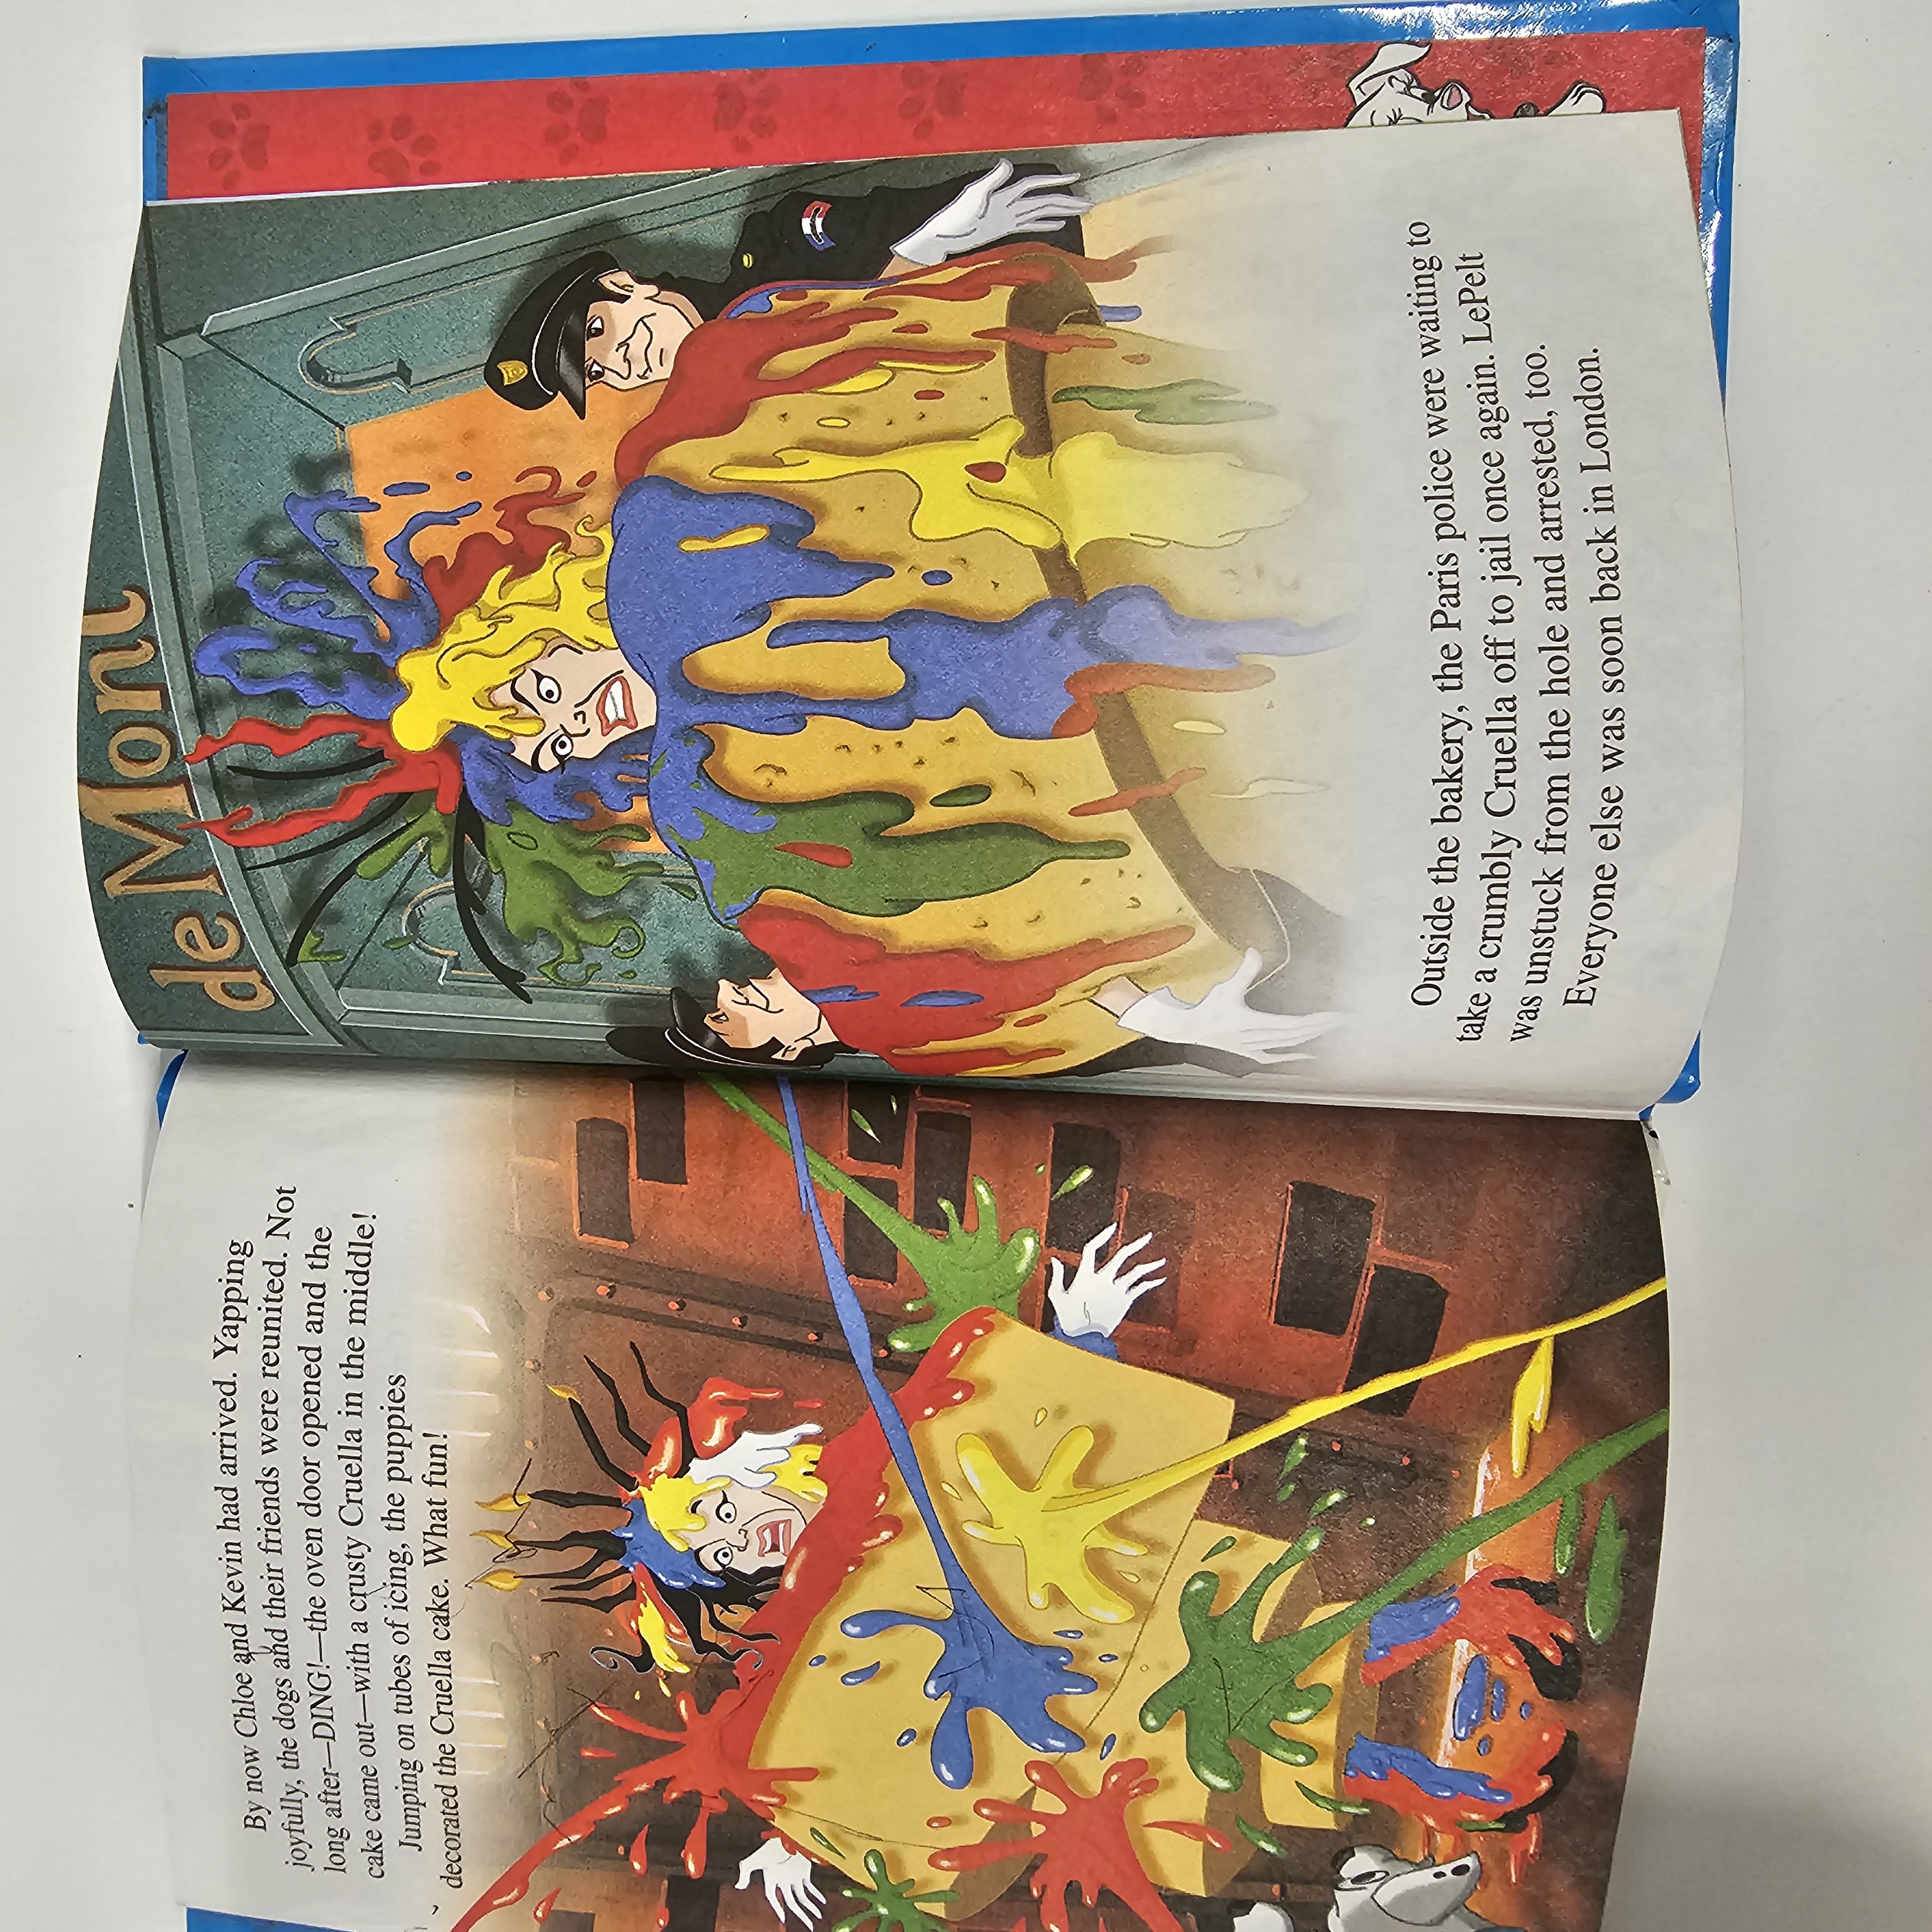 By now Chloe and Kevin had arrived. Yapping
joyfully, the dogs and their friends were reunited. Not
long after—DING!—the oven door opened and the
cake came out—with a crusty Cruella in the middle!
Jumping on tubes of icing, the puppies
decorated the Cruella cake. What fun!
de Mont
Outside the bakery, the Paris police were waiting to
take a crumbly Cruella off to jail once again. LePelt
was unstuck from the hole and arrested, too.
Everyone else was soon back in London.